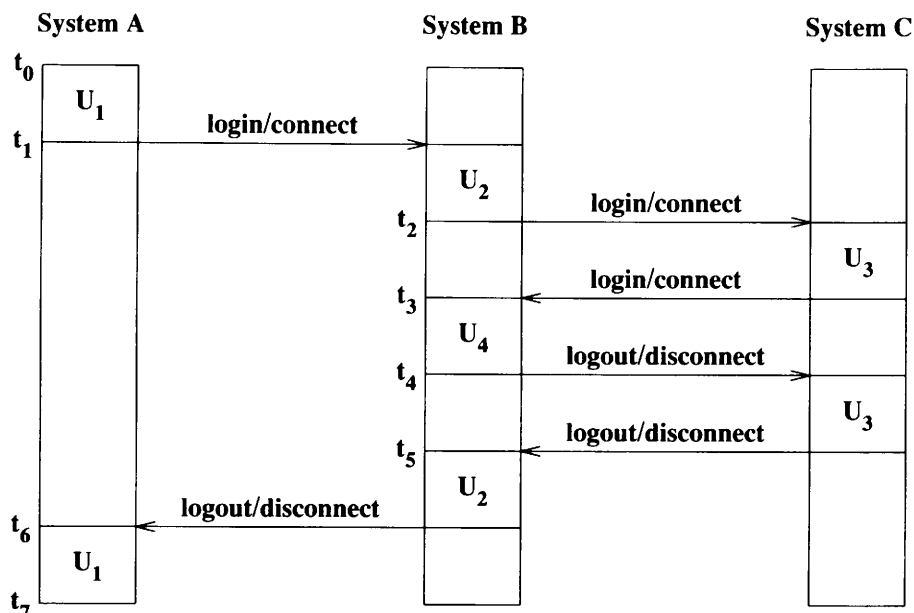 System A System B System C
t0
U1
login/connect
t1
U2
login/connect
t2
U3
login/connect
t3
U4
logout/disconnect
t4
U3
logout/disconnect
t5
U2
logout/disconnect
t6
U1
t7